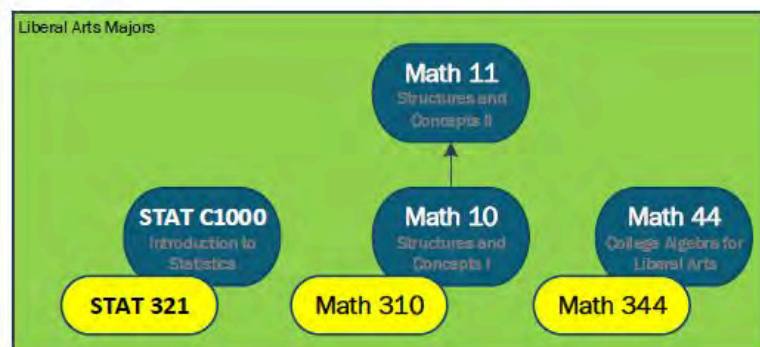 Liberal Arts Majors
Math 11
Structures and
Concepts II
STAT C1000
Introduction to
Statistics
Math 10
Structures and
Concepts I
Math 44
College Algebra for
Liberal Arts
STAT 321
Math 310
Math 344